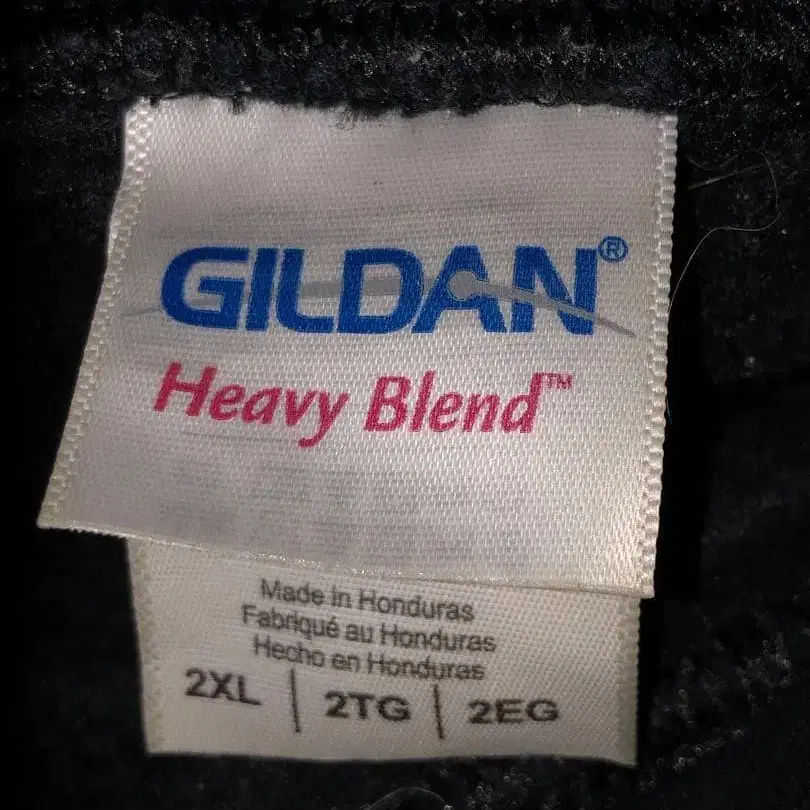 GILDAN®
Heavy Blend™
Made in Honduras
Fabriqué au Honduras
Hecho en Honduras
2XL | 2TG | 2EG